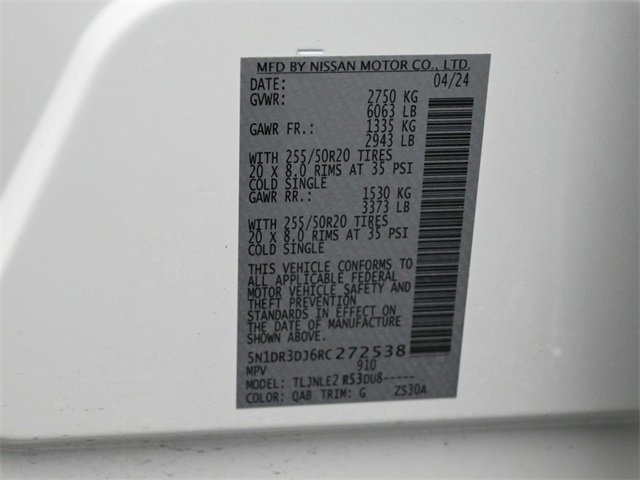 MFD BY NISSAN MOTOR CO., LTD.
DATE: 04/24
GVWR: 2750 KG
6063 LB
GAWR FR.: 1335 KG
2943 LB
WITH 255/50R20 TIRES
20 X 8.0 RIMS AT 35 PSI
COLD SINGLE
GAWR RR.: 1530 KG
3373 LB
WITH 255/50R20 TIRES
20 X 8.0 RIMS AT 35 PSI
COLD SINGLE
THIS VEHICLE CONFORMS TO
ALL APPLICABLE FEDERAL
MOTOR VEHICLE SAFETY AND
THEFT PREVENTION
STANDARDS IN EFFECT ON
THE DATE OF MFR. SHOWN
ABOVE.
5N1DR3DJ6RC272538
MPV 910
MODEL: TLJNLE2 R53DU8-----
COLOR: QAB TRIM: G ZS30A